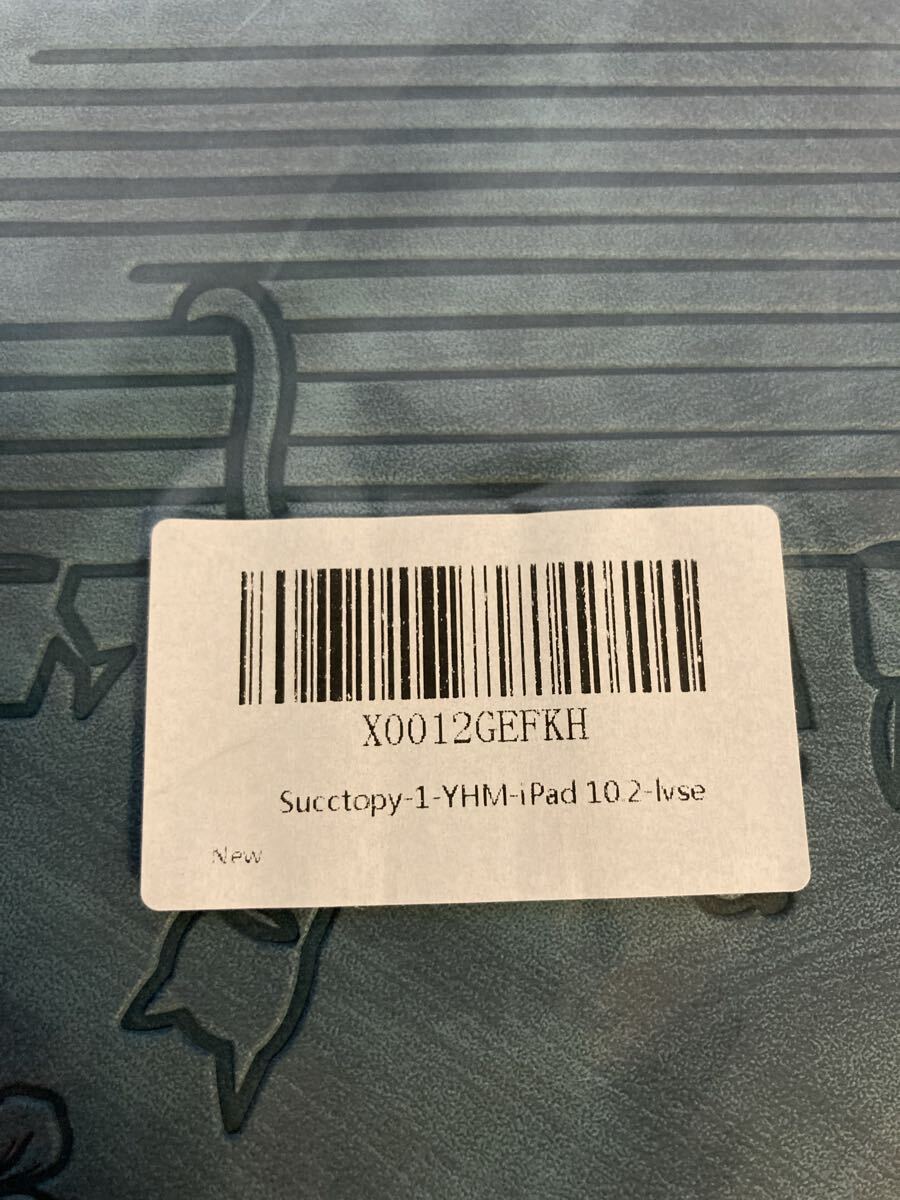 X0012GEFKH
Succtopy-1-YHM-iPad 10.2-lvse
New